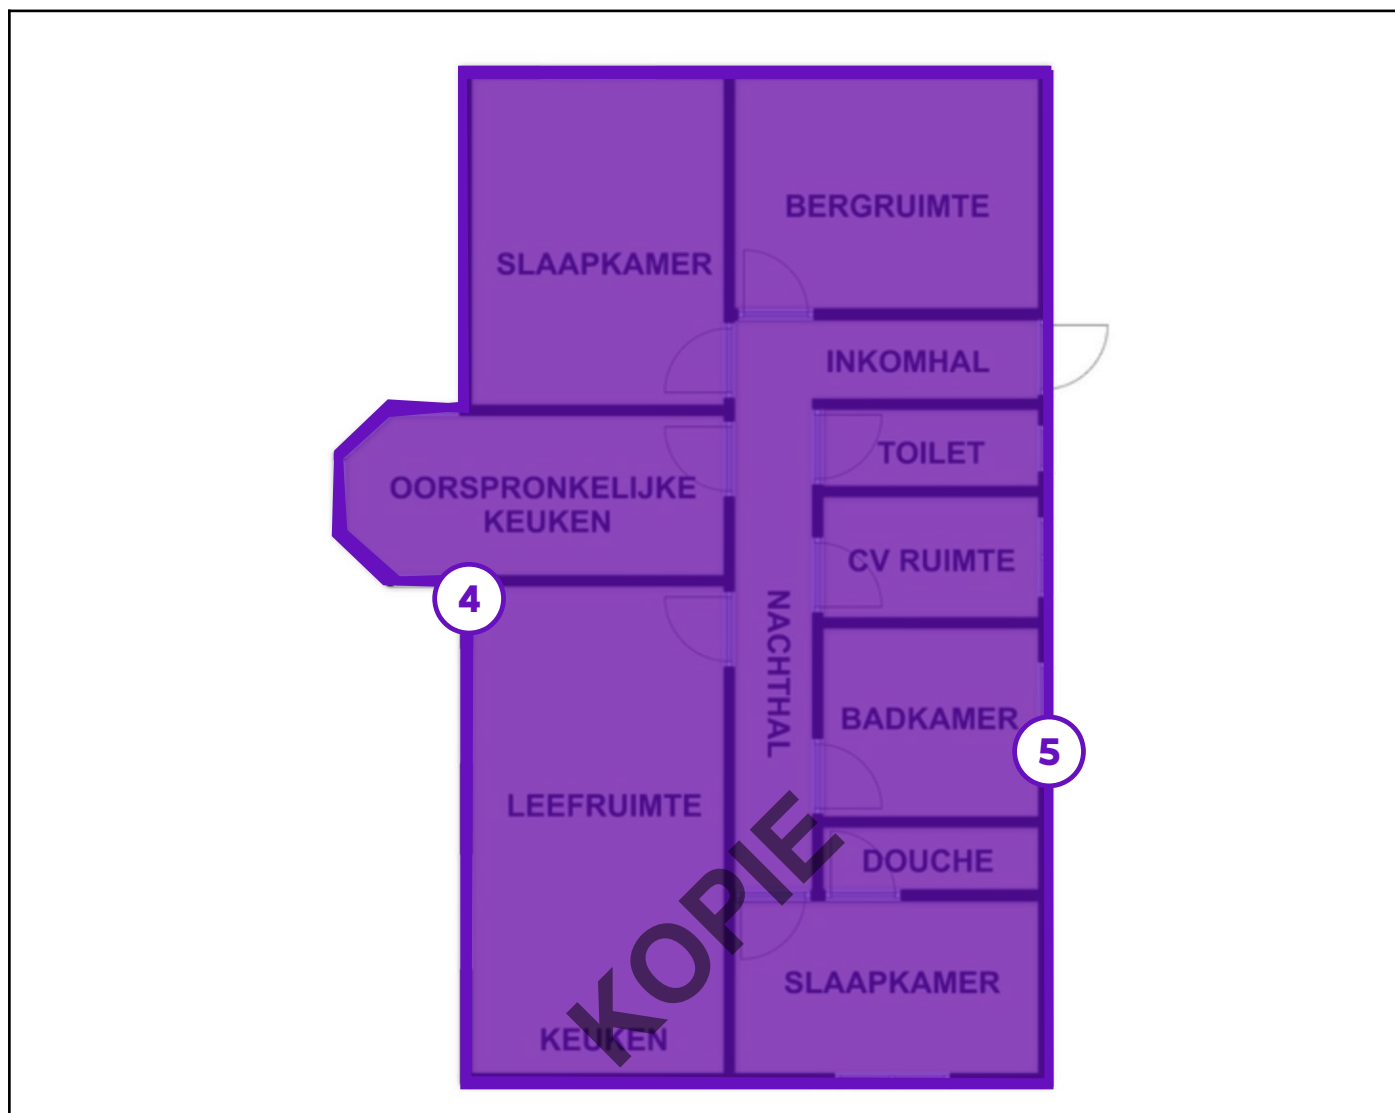 BERGRUIMTE
SLAAPKAMER
INKOMHAL
TOILET
OORSPRONKELIJKE
KEUKEN
CV RUIMTE
4
NACHTHAL
BADKAMER
5
LEEFRUIMTE
DOUCHE
KOPIE
SLAAPKAMER
KEUKEN